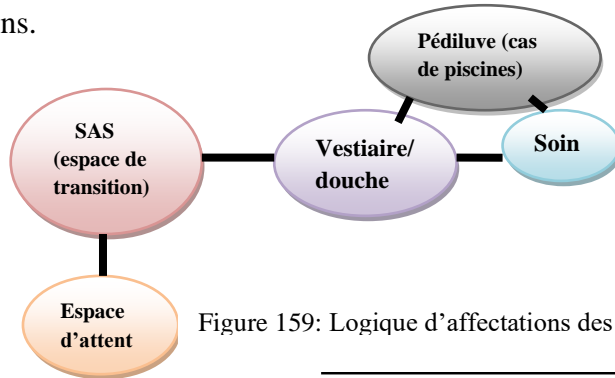 ns.
Pédiluve (cas
de piscines)
SAS
(espace de
transition)
Vestiaire/
douche
Soin
Espace
d’attent
Figure 159: Logique d’affectations des